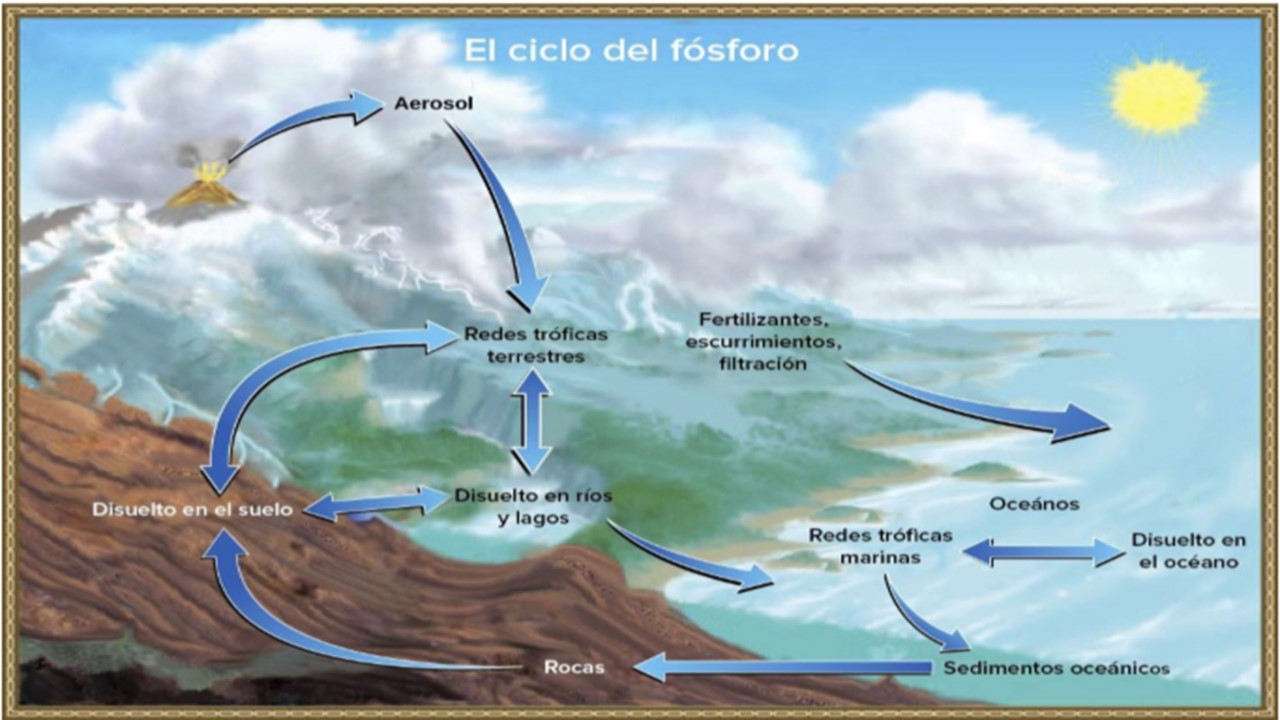 El ciclo del fósforo
Aerosol
Redes tróficas
terrestres
Fertilizantes,
escurrimientos,
filtración
Disuelto en el suelo
Disuelto en ríos
y lagos
Oceános
Redes tróficas
marinas
Disuelto en
el océano
Rocas
Sedimentos oceánicos